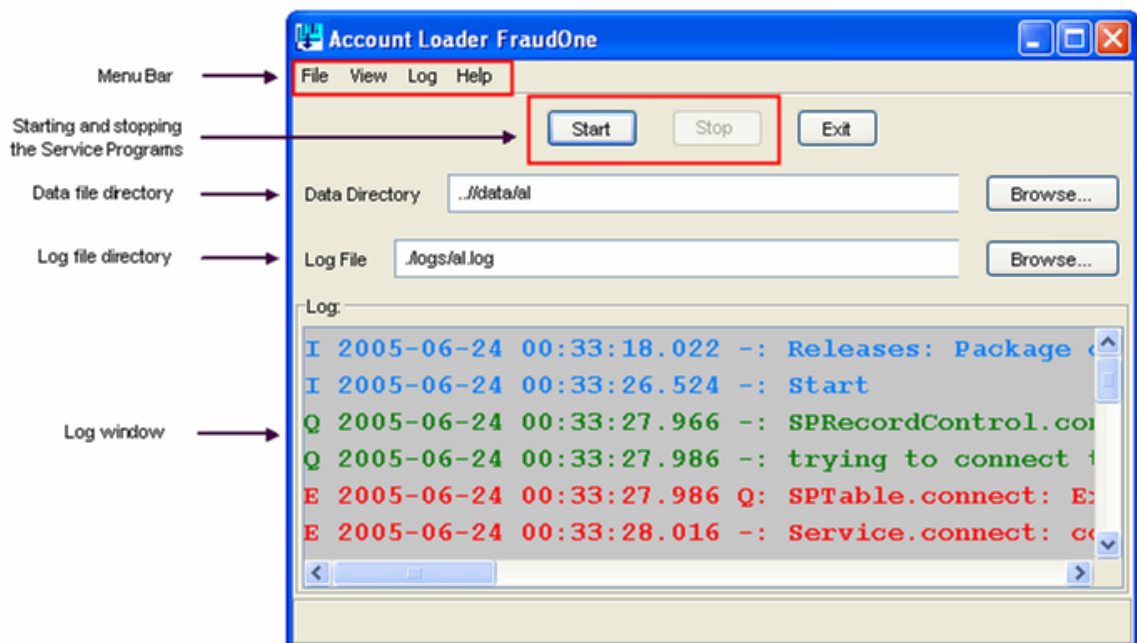 Account Loader FraudOne
Menu Bar
File View Log Help
Starting and stopping
the Service Programs
Start Stop Exit
Data file directory
Data Directory ..//data/al Browse...
Log file directory
Log File ./logs/al.log Browse...
Log:
I 2005-06-24 00:33:18.022 -: Releases: Package
I 2005-06-24 00:33:26.524 -: Start
Log window
Q 2005-06-24 00:33:27.966 -: SPRecordControl.con
Q 2005-06-24 00:33:27.986 -: trying to connect
E 2005-06-24 00:33:27.986 Q: SPTable.connect:
E 2005-06-24 00:33:28.016 -: Service.connect: